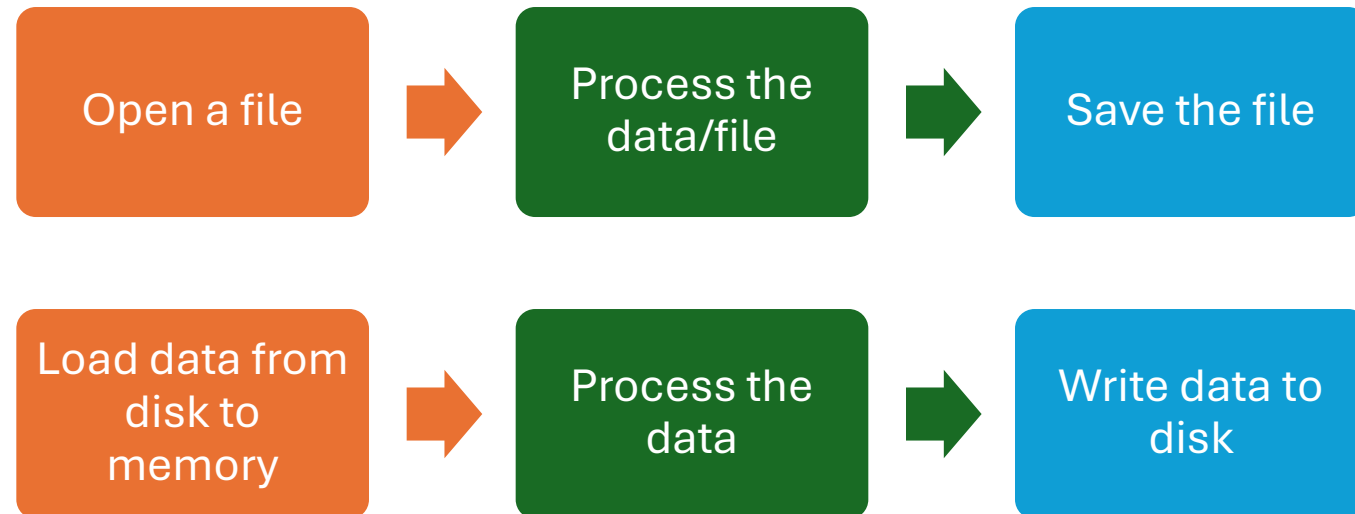 Open a file
Process the
data/file
Save the file
Load data from
disk to
memory
Process the
data
Write data to
disk